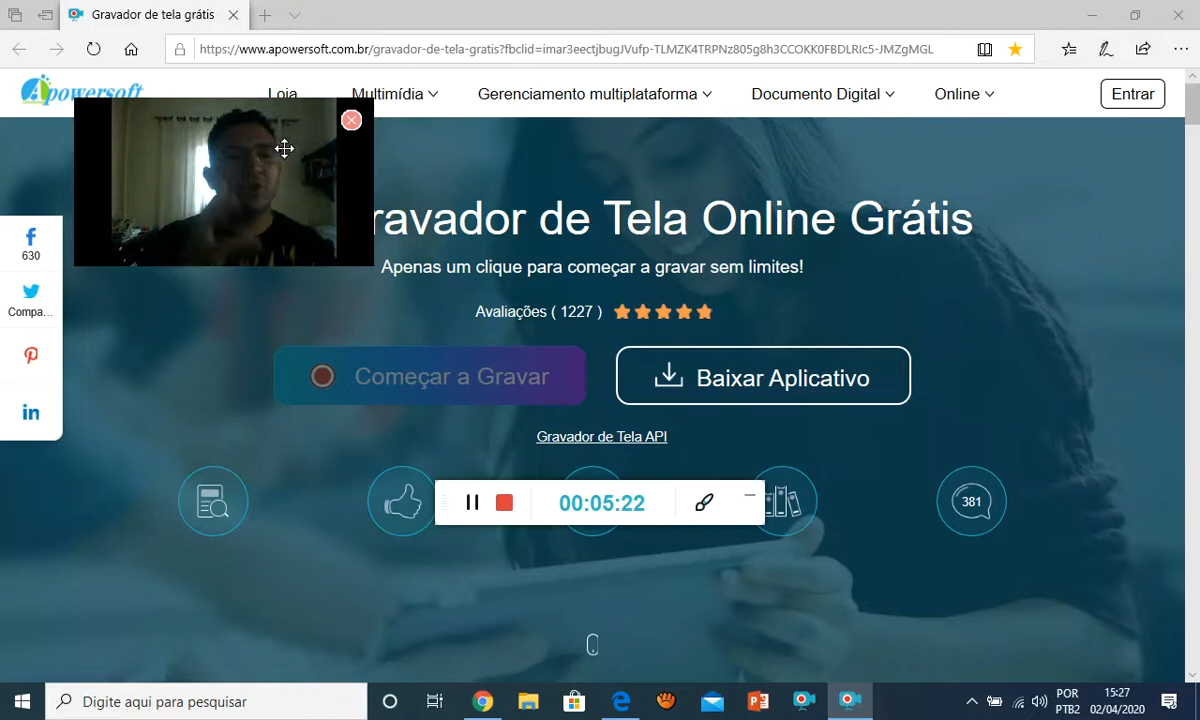 Gravador de tela grátis
https://www.apowersoft.com.br/gravador-de-tela-gratis?fbclid=imar3eectjbugJVufp-TLMZK4TRPNz805g8h3CCOKK0FBDLRIc5-JMZgMGL
Apowersoft
Loja Multimídia Gerenciamento multiplataforma Documento Digital Online Entrar
ravador de Tela Online Grátis
Apenas um clique para começar a gravar sem limites!
630
Compa...
Avaliações ( 1227 )
Começar a Gravar Baixar Aplicativo
Gravador de Tela API
00:05:22
381
Digite aqui para pesquisar
POR
PTB2
15:27
02/04/2020